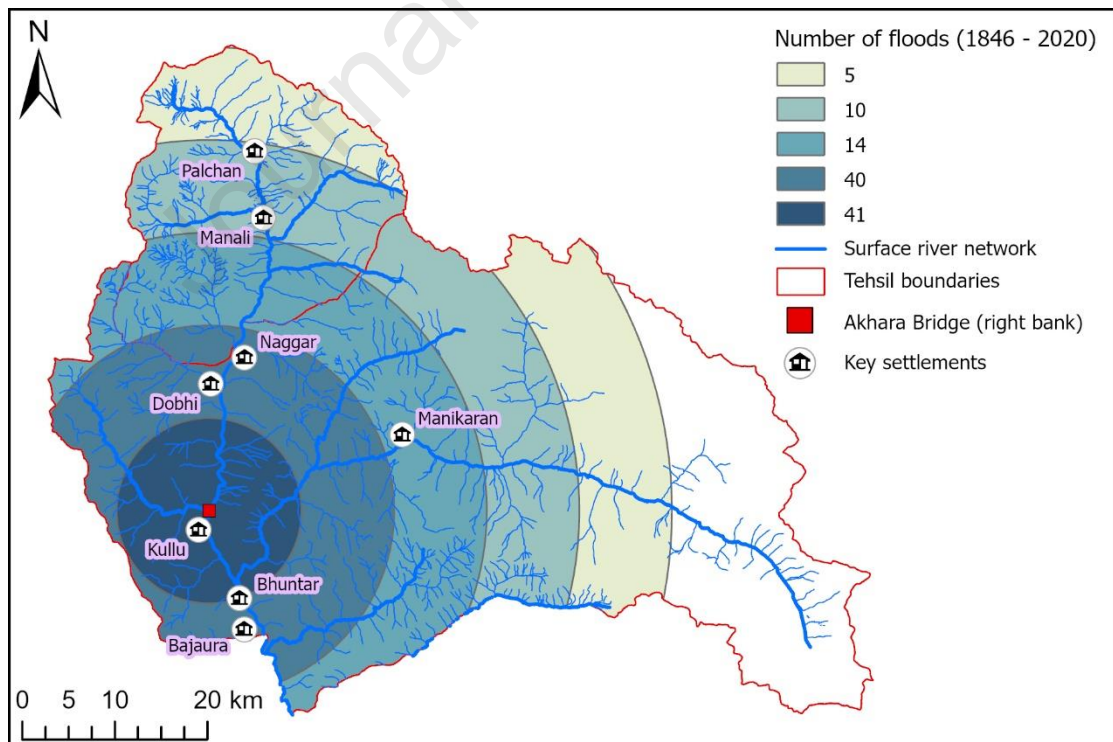 Journal
N
Number of floods (1846 - 2020)
5
10
14
40
41
Surface river network
Tehsil boundaries
Akhara Bridge (right bank)
Key settlements
Palchan
Manali
Naggar
Dobhi
Manikaran
Kullu
Bhuntar
Bajaura
0 5 10 20 km